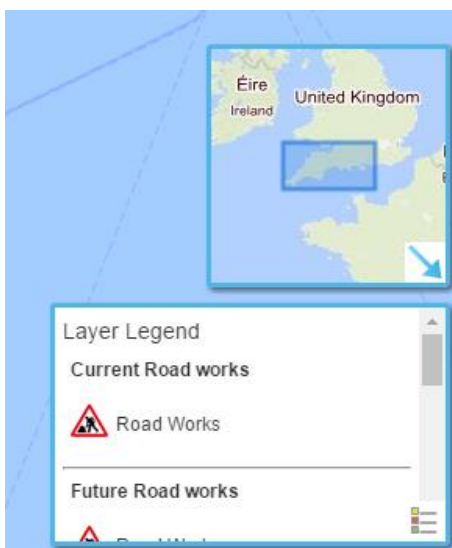 Éire
Ireland
United Kingdom
Layer Legend
Current Road works
Road Works
Future Road works